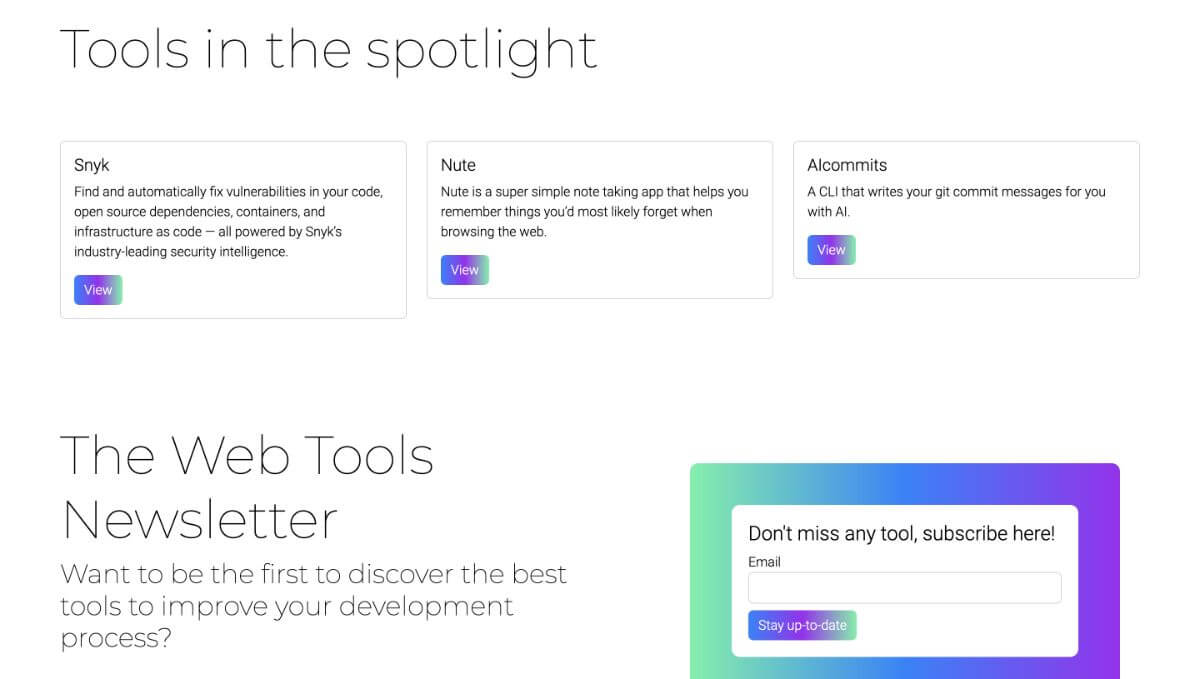 Tools in the spotlight
Snyk
Find and automatically fix vulnerabilities in your code,
open source dependencies, containers, and
infrastructure as code — all powered by Snyk's
industry-leading security intelligence.
View
Nute
Nute is a super simple note taking app that helps you
remember things you'd most likely forget when
browsing the web.
View
AIcommits
A CLI that writes your git commit messages for you
with AI.
View
The Web Tools
Newsletter
Want to be the first to discover the best
tools to improve your development
process?
Don't miss any tool, subscribe here!
Email
Stay up-to-date